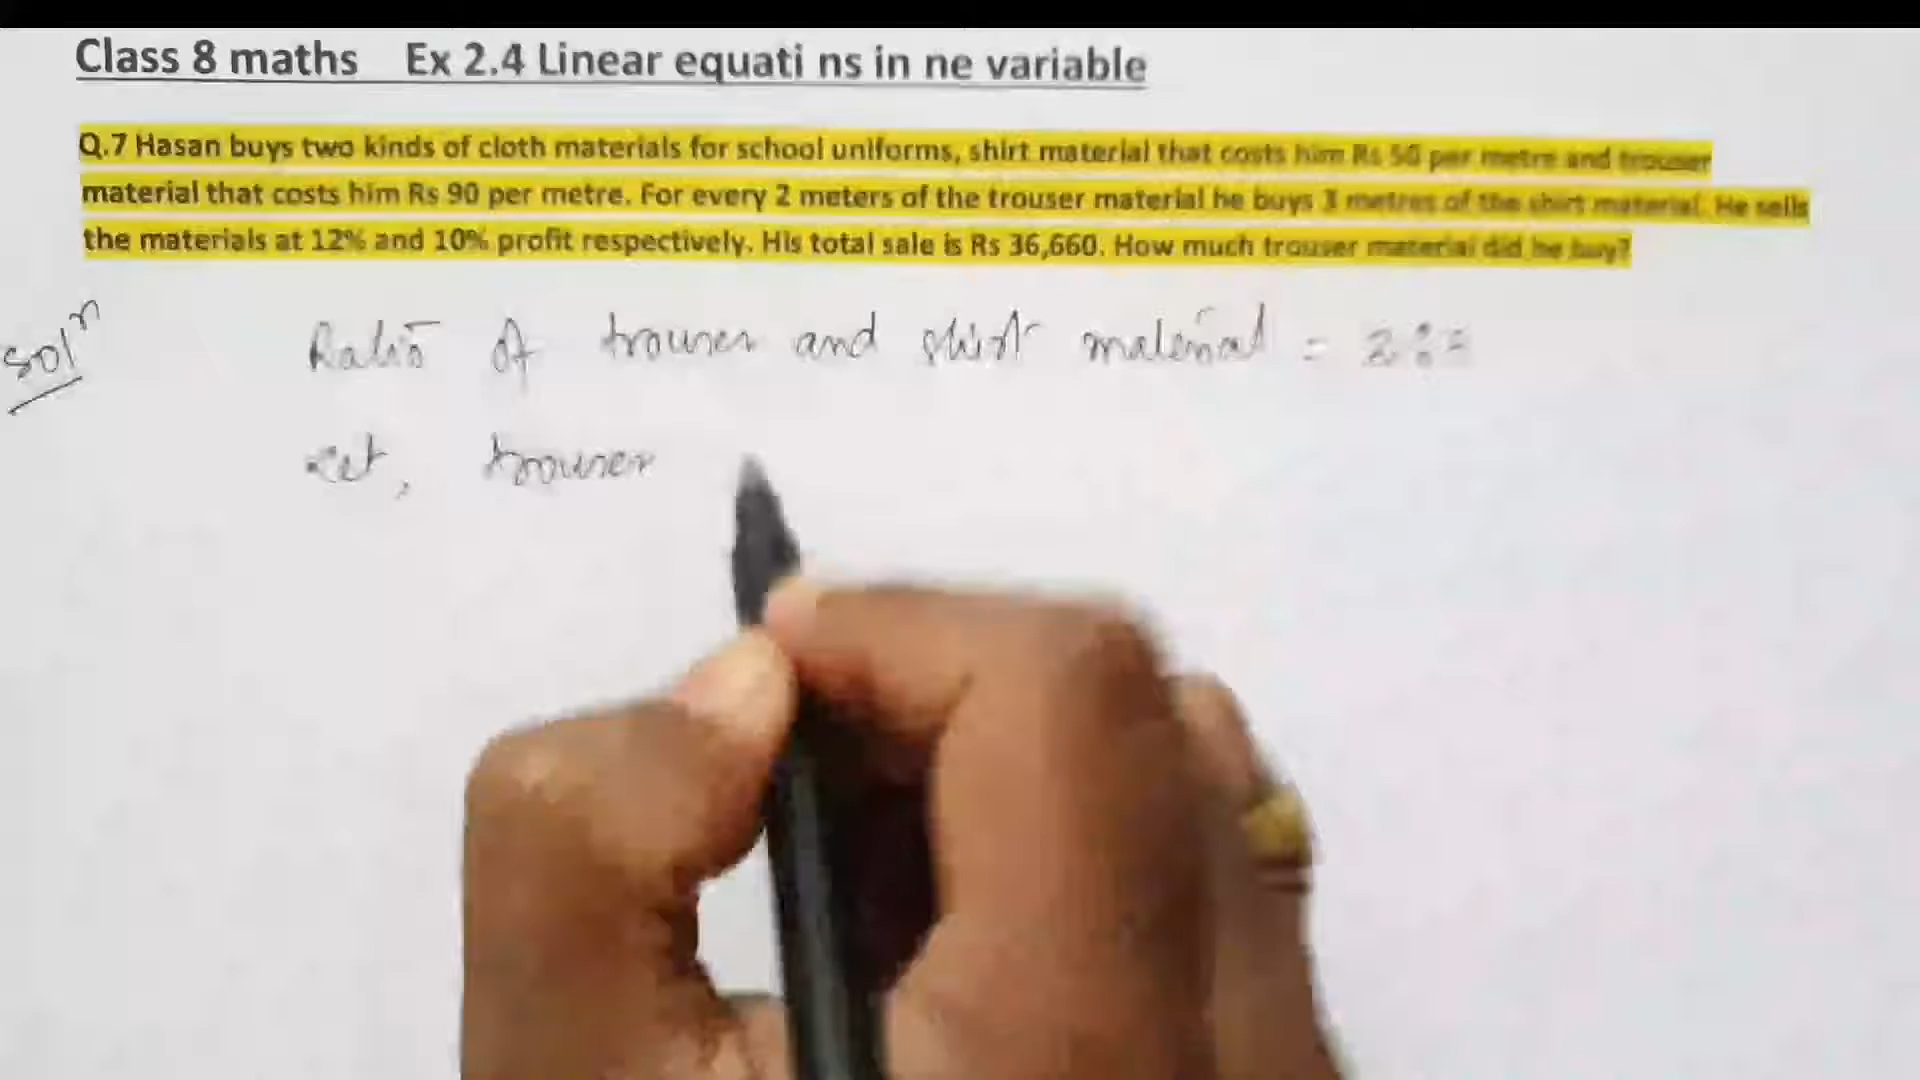 Class 8 maths Ex 2.4 Linear equati ns in ne variable
Q.7 Hasan buys two kinds of cloth materials for school uniforms, shirt material that costs him Rs 50 per metre and trouser
material that costs him Rs 90 per metre. For every 2 meters of the trouser material he buys 3 metres of the shirt material. He sells
the materials at 12% and 10% profit respectively. His total sale is Rs 36,660. How much trouser material did he buy?
Solⁿ Ratio of trouser and shirt material = 2:
Let, trouser